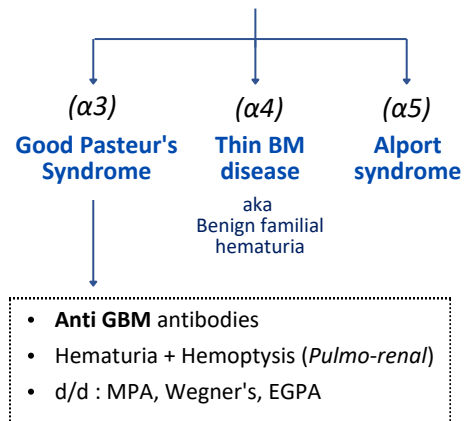 (α3)
Good Pasteur's
Syndrome
(α4)
Thin BM
disease
aka
Benign familial
hematuria
(α5)
Alport
syndrome
• Anti GBM antibodies
• Hematuria + Hemoptysis (Pulmo-renal)
• d/d : MPA, Wegner's, EGPA